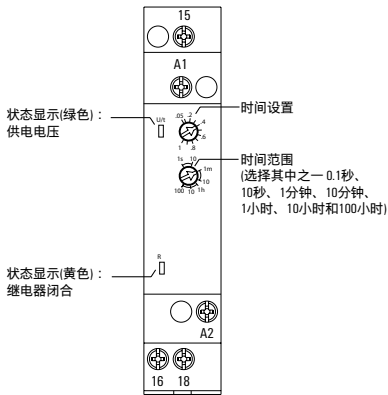 15
A1
状态显示(绿色)：
供电电压
U/t
.05 .2 .4 .6 .8 1
时间设置
1s 10 1m 10 1h 10 100
时间范围
(选择其中之一 0.1秒、
10秒、1分钟、10分钟、
1小时、10小时和100小时)
R
状态显示(黄色)：
继电器闭合
A2
16 18